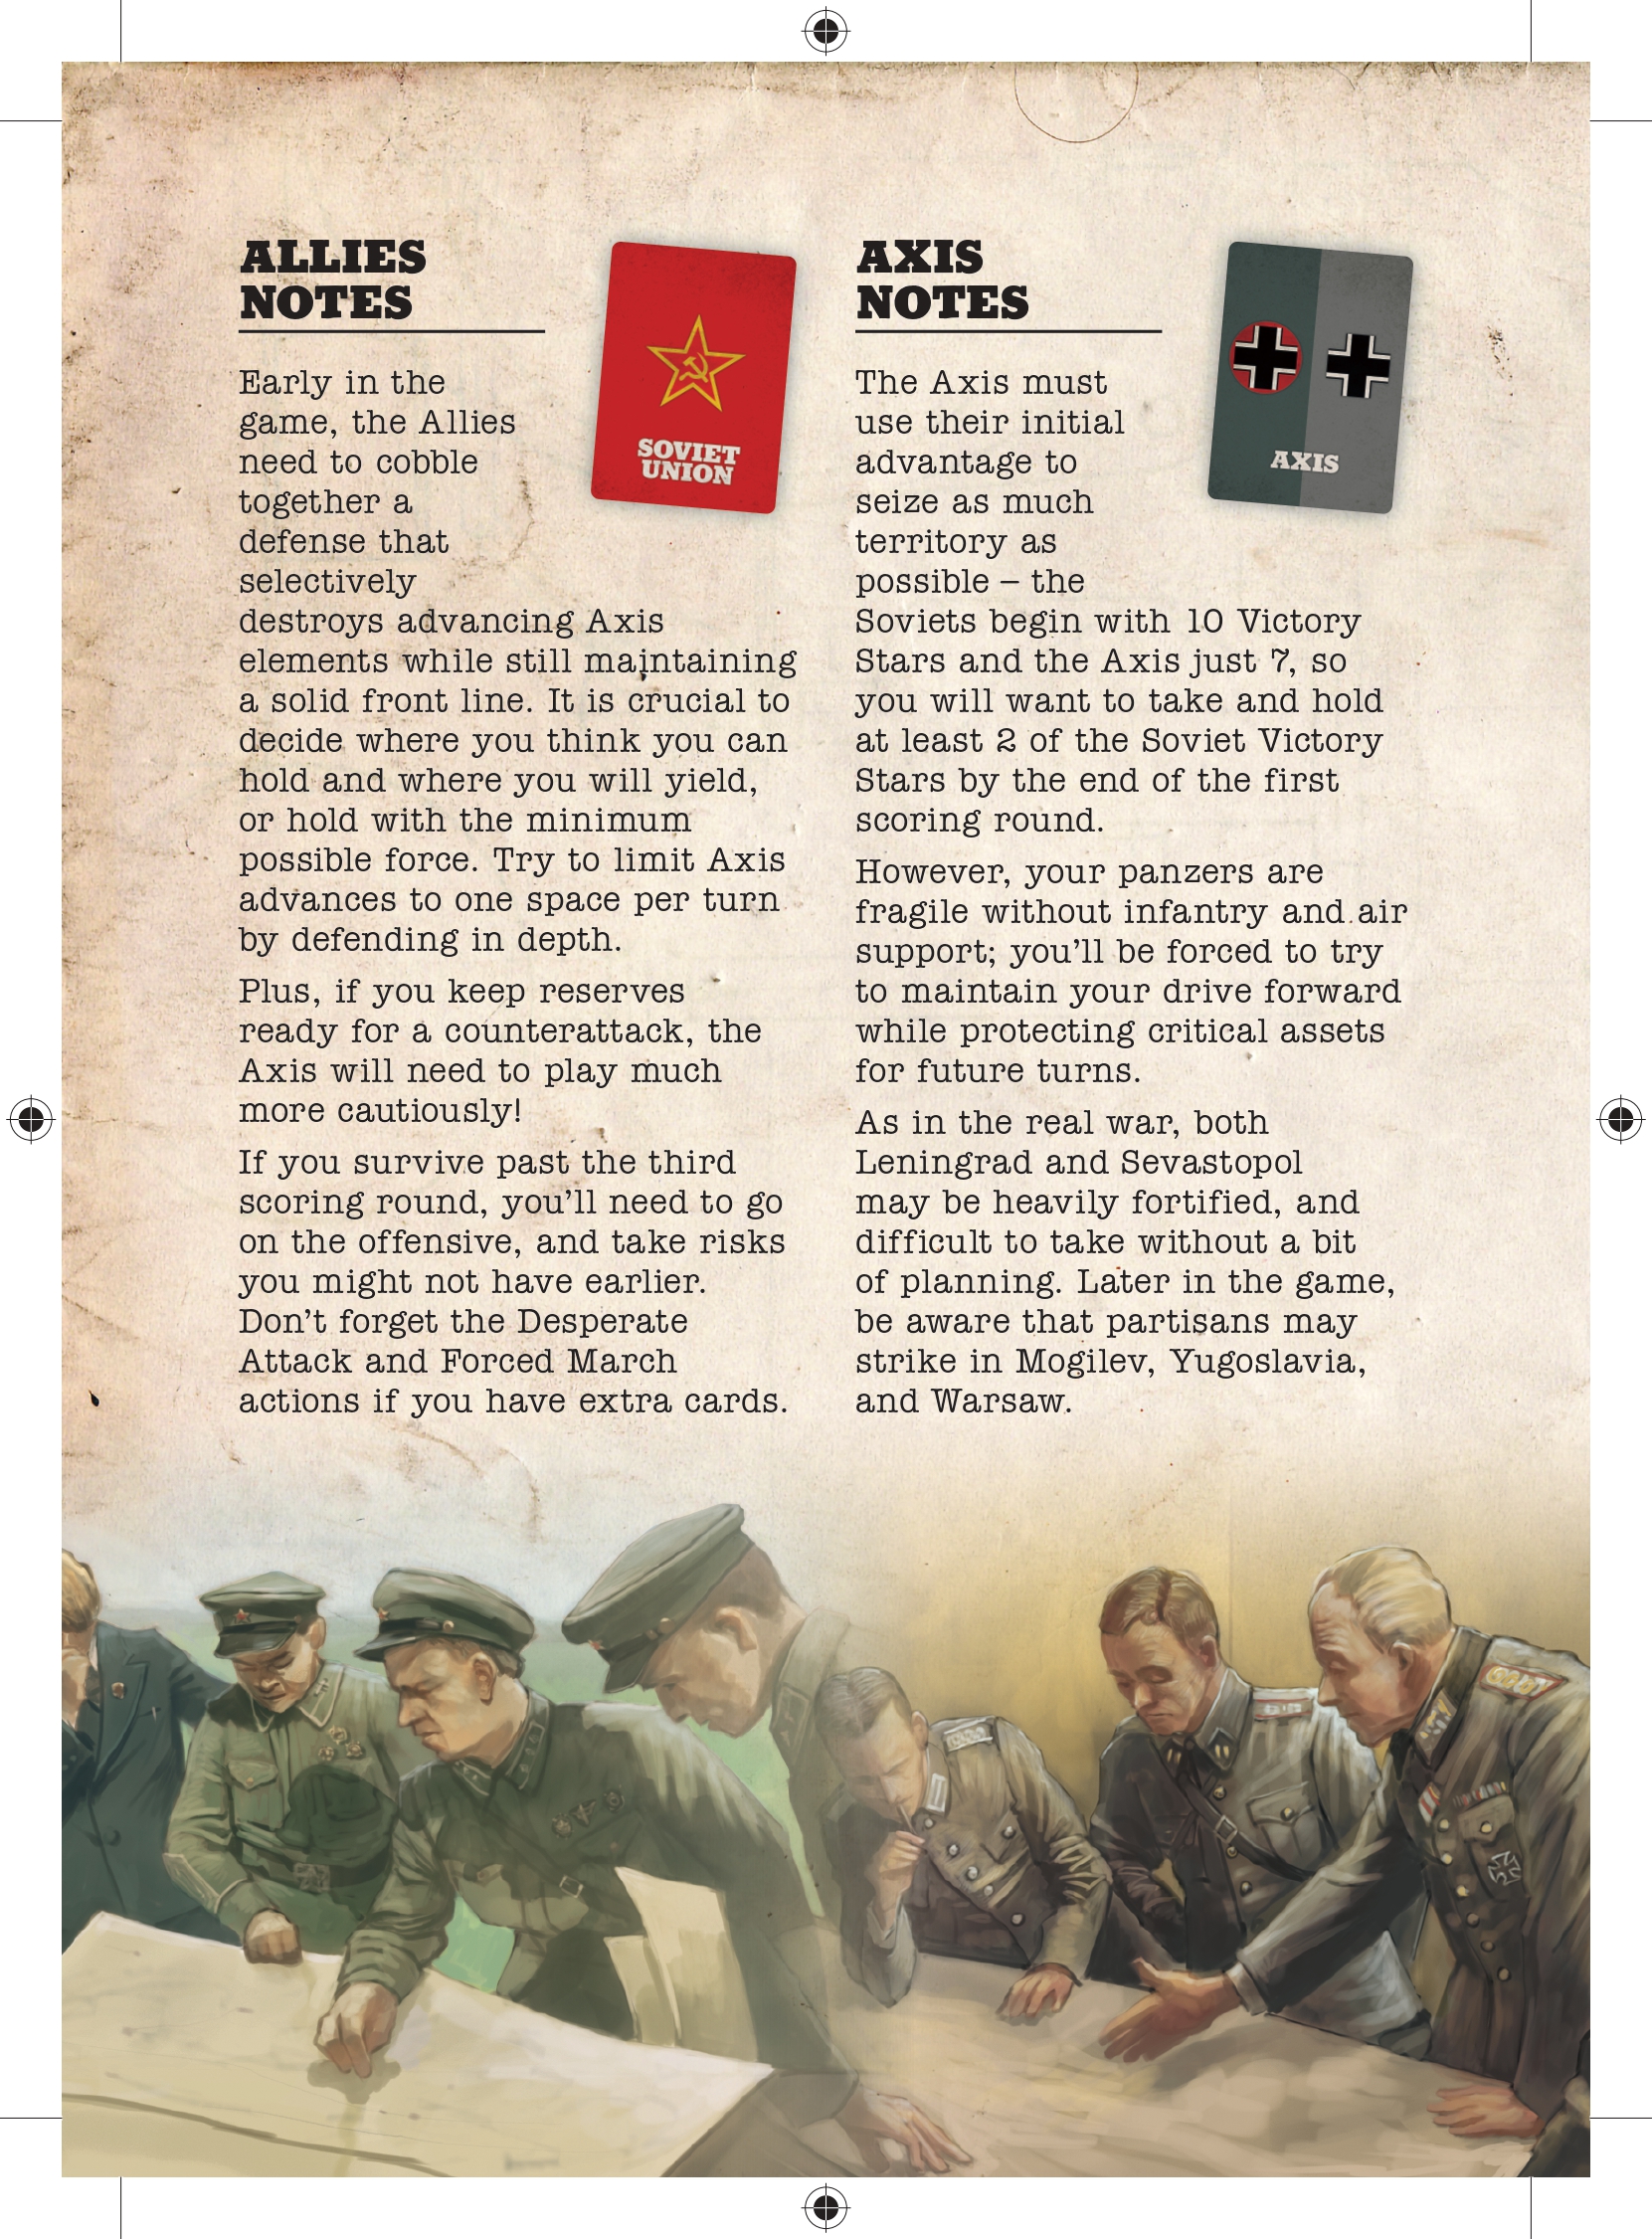 ALLIES
NOTES
SOVIET
UNION
Early in the
game, the Allies
need to cobble
together a
defense that
selectively
destroys advancing Axis
elements while still maintaining
a solid front line. It is crucial to
decide where you think you can
hold and where you will yield,
or hold with the minimum
possible force. Try to limit Axis
advances to one space per turn
by defending in depth.
Plus, if you keep reserves
ready for a counterattack, the
Axis will need to play much
more cautiously!
If you survive past the third
scoring round, you’ll need to go
on the offensive, and take risks
you might not have earlier.
Don’t forget the Desperate
Attack and Forced March
actions if you have extra cards.
AXIS
NOTES
AXIS
The Axis must
use their initial
advantage to
seize as much
territory as
possible – the
Soviets begin with 10 Victory
Stars and the Axis just 7, so
you will want to take and hold
at least 2 of the Soviet Victory
Stars by the end of the first
scoring round.
However, your panzers are
fragile without infantry and air
support; you’ll be forced to try
to maintain your drive forward
while protecting critical assets
for future turns.
As in the real war, both
Leningrad and Sevastopol
may be heavily fortified, and
difficult to take without a bit
of planning. Later in the game,
be aware that partisans may
strike in Mogilev, Yugoslavia,
and Warsaw.